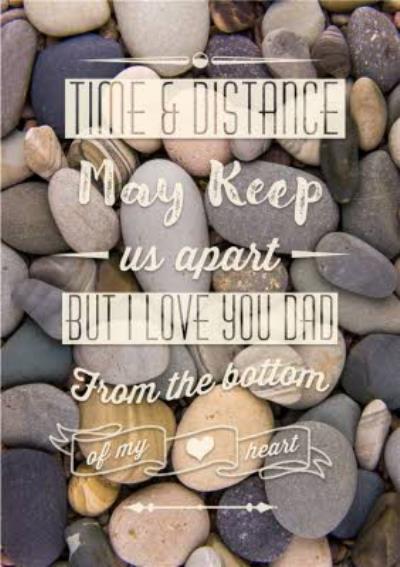 TIME & DISTANCE
May Keep
us apart
BUT I LOVE YOU DAD
From the bottom
of my heart